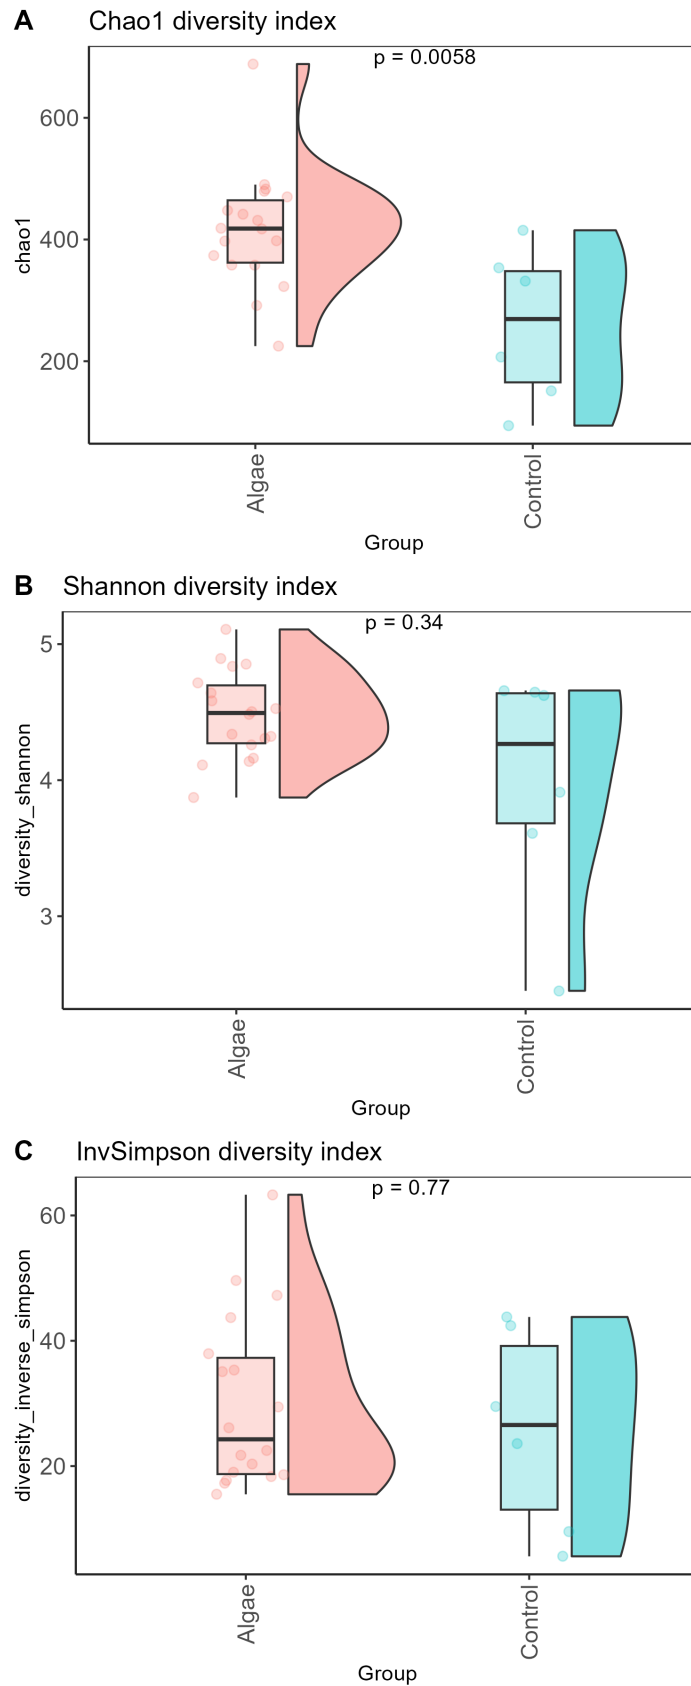 A Chao1 diversity index
p = 0.0058
600
400
200
chao1
Algae
Control
Group
B Shannon diversity index
p = 0.34
5
4
3
diversity_shannon
Algae
Control
Group
C InvSimpson diversity index
p = 0.77
60
40
20
diversity_inverse_simpson
Algae
Control
Group